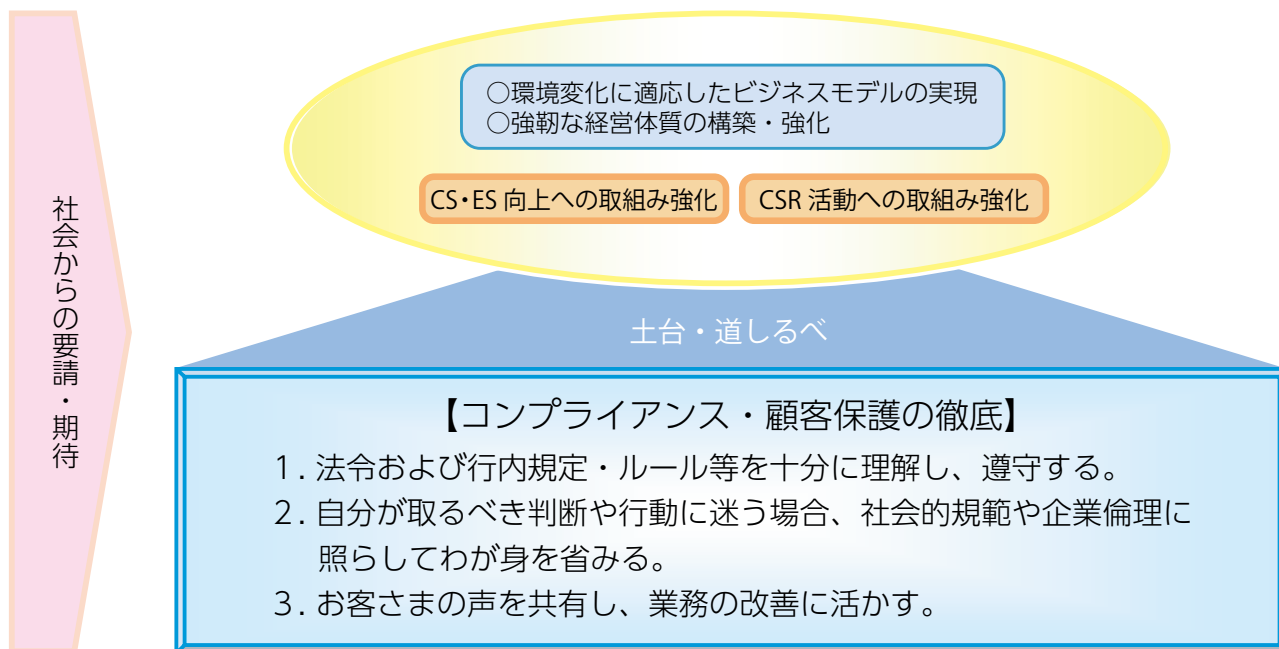 社会からの要請・期待
○環境変化に適応したビジネスモデルの実現
○強靭な経営体質の構築・強化
CS・ES 向上への取組み強化
CSR 活動への取組み強化
土台・道しるべ
【コンプライアンス・顧客保護の徹底】
１. 法令および行内規定・ルール等を十分に理解し、遵守する。
２. 自分が取るべき判断や行動に迷う場合、社会的規範や企業倫理に
照らしてわが身を省みる。
３. お客さまの声を共有し、業務の改善に活かす。